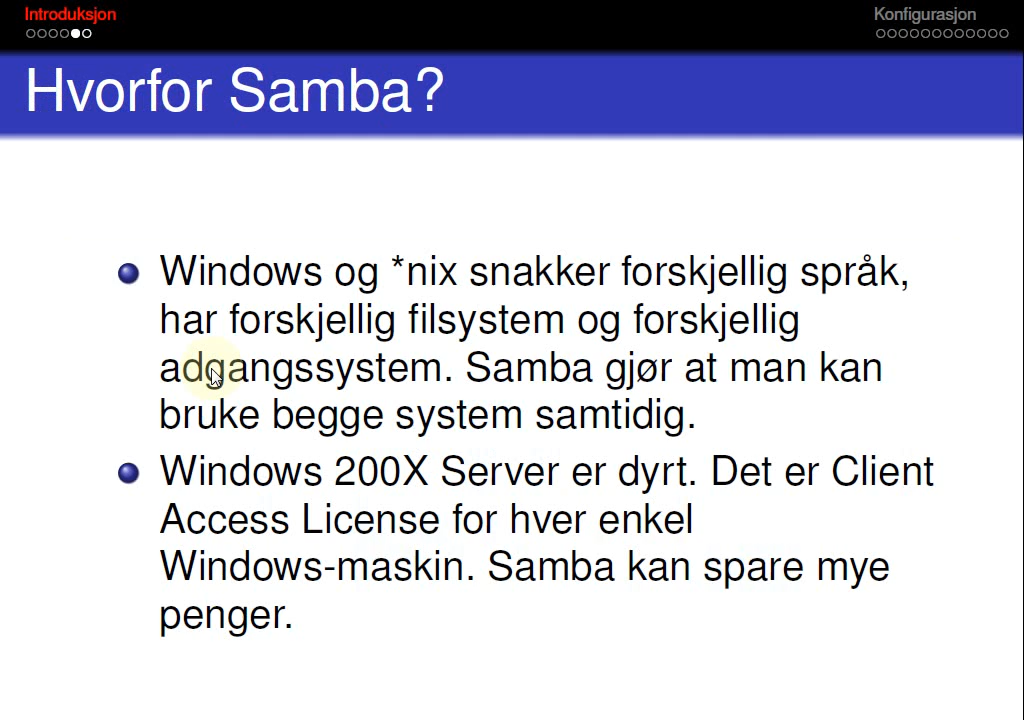 Introduksjon
Konfigurasjon
Hvorfor Samba?
Windows og *nix snakker forskjellig språk,
har forskjellig filsystem og forskjellig
adgangssystem. Samba gjør at man kan
bruke begge system samtidig.
Windows 200X Server er dyrt. Det er Client
Access License for hver enkel
Windows-maskin. Samba kan spare mye
penger.